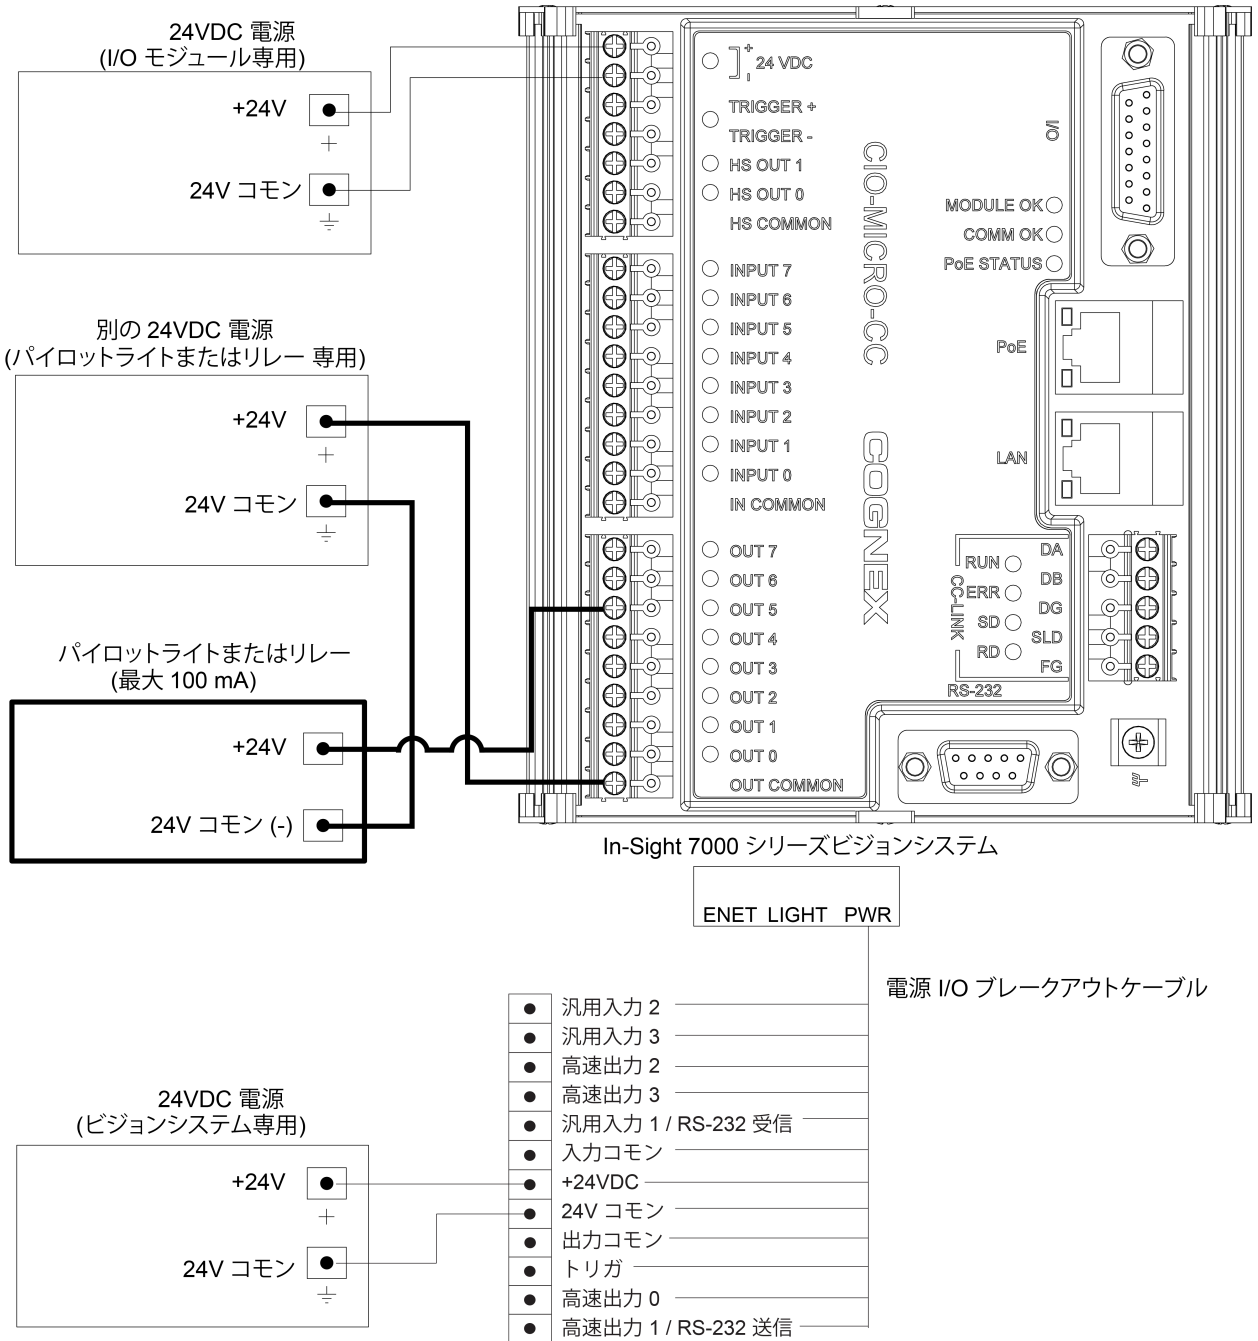 24VDC 電源
(I/O モジュール専用)
+24V
+
24V コモン
別の 24VDC 電源
(パイロットライトまたはリレー 専用)
+24V
+
24V コモン
パイロットライトまたはリレー
(最大 100 mA)
+24V
24V コモン (-)
+
-
24 VDC
TRIGGER +
TRIGGER -
HS OUT 1
HS OUT 0
HS COMMON
INPUT 7
INPUT 6
INPUT 5
INPUT 4
INPUT 3
INPUT 2
INPUT 1
INPUT 0
IN COMMON
OUT 7
OUT 6
OUT 5
OUT 4
OUT 3
OUT 2
OUT 1
OUT 0
OUT COMMON
CIO-MICRO-CC
COGNEX
I/O
MODULE OK
COMM OK
PoE STATUS
PoE
LAN
CC-LINK
RUN
ERR
SD
RD
DA
DB
DG
SLD
FG
RS-232
In-Sight 7000 シリーズビジョンシステム
ENET LIGHT PWR
電源 I/O ブレークアウトケーブル
汎用入力 2
汎用入力 3
高速出力 2
高速出力 3
汎用入力 1 / RS-232 受信
入力コモン
+24VDC
24V コモン
出力コモン
トリガ
高速出力 0
高速出力 1 / RS-232 送信
24VDC 電源
(ビジョンシステム専用)
+24V
+
24V コモン